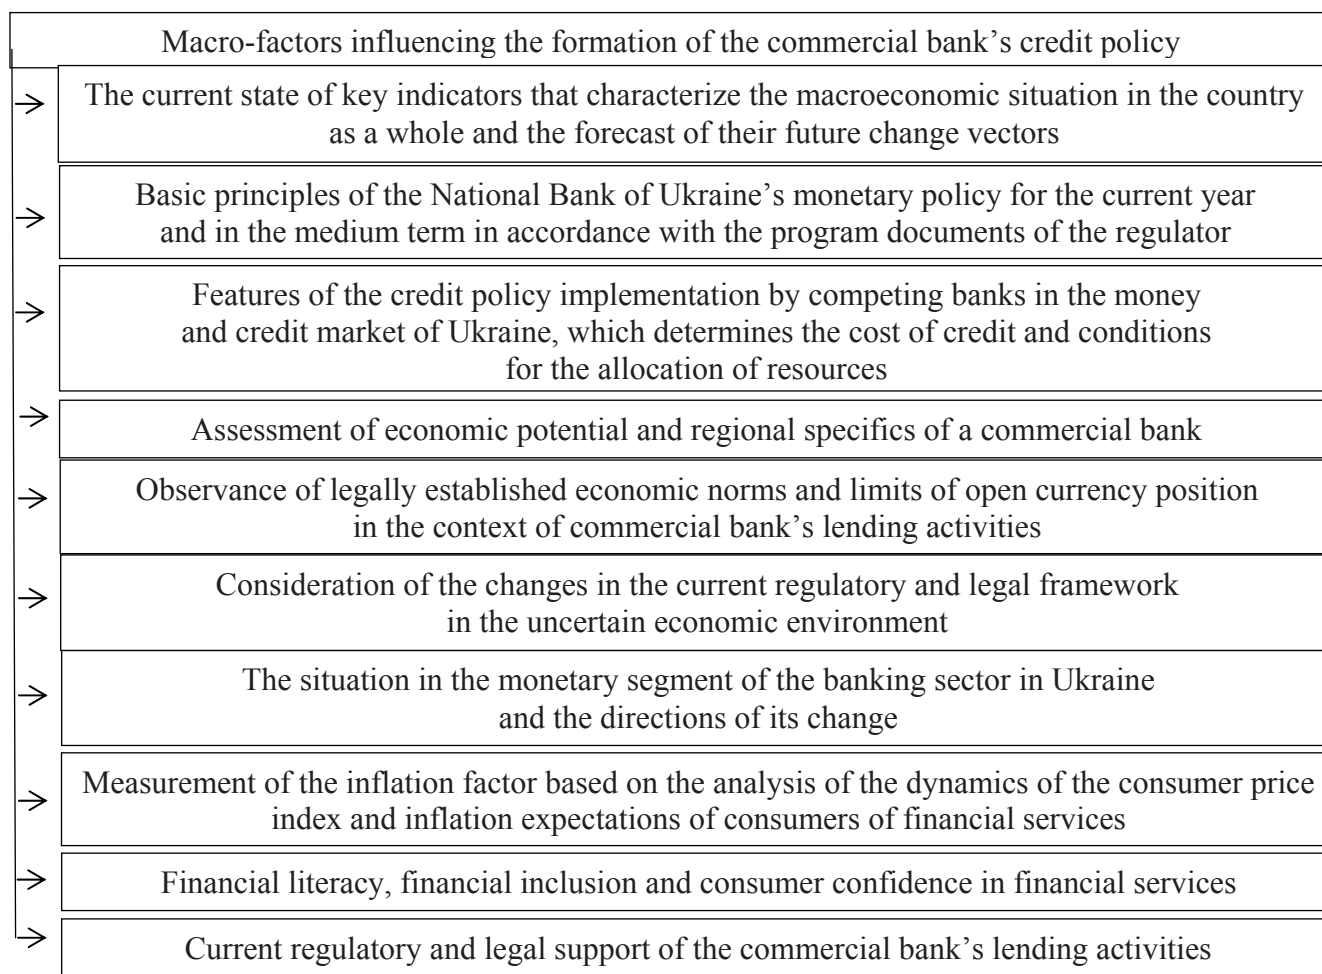 Macro-factors influencing the formation of the commercial bank’s credit policy
The current state of key indicators that characterize the macroeconomic situation in the country
as a whole and the forecast of their future change vectors
Basic principles of the National Bank of Ukraine’s monetary policy for the current year
and in the medium term in accordance with the program documents of the regulator
Features of the credit policy implementation by competing banks in the money
and credit market of Ukraine, which determines the cost of credit and conditions
for the allocation of resources
Assessment of economic potential and regional specifics of a commercial bank
Observance of legally established economic norms and limits of open currency position
in the context of commercial bank’s lending activities
Consideration of the changes in the current regulatory and legal framework
in the uncertain economic environment
The situation in the monetary segment of the banking sector in Ukraine
and the directions of its change
Measurement of the inflation factor based on the analysis of the dynamics of the consumer price
index and inflation expectations of consumers of financial services
Financial literacy, financial inclusion and consumer confidence in financial services
Current regulatory and legal support of the commercial bank’s lending activities